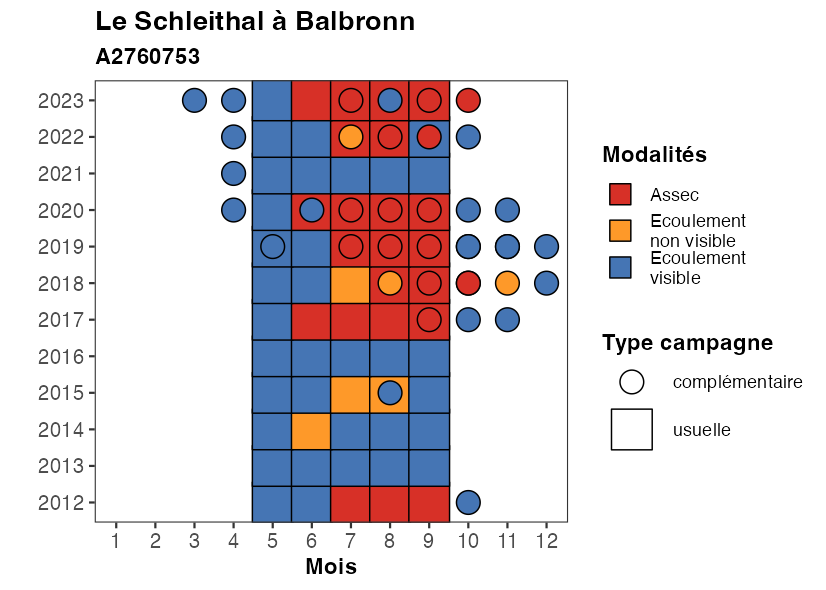 Le Schleithal à Balbronn
A2760753
2023
2022
2021
2020
2019
2018
2017
2016
2015
2014
2013
2012
1 2 3 4 5 6 7 8 9 10 11 12
Mois
Modalités
Assec
Ecoulement
non visible
Ecoulement
visible
Type campagne
complémentaire
usuelle